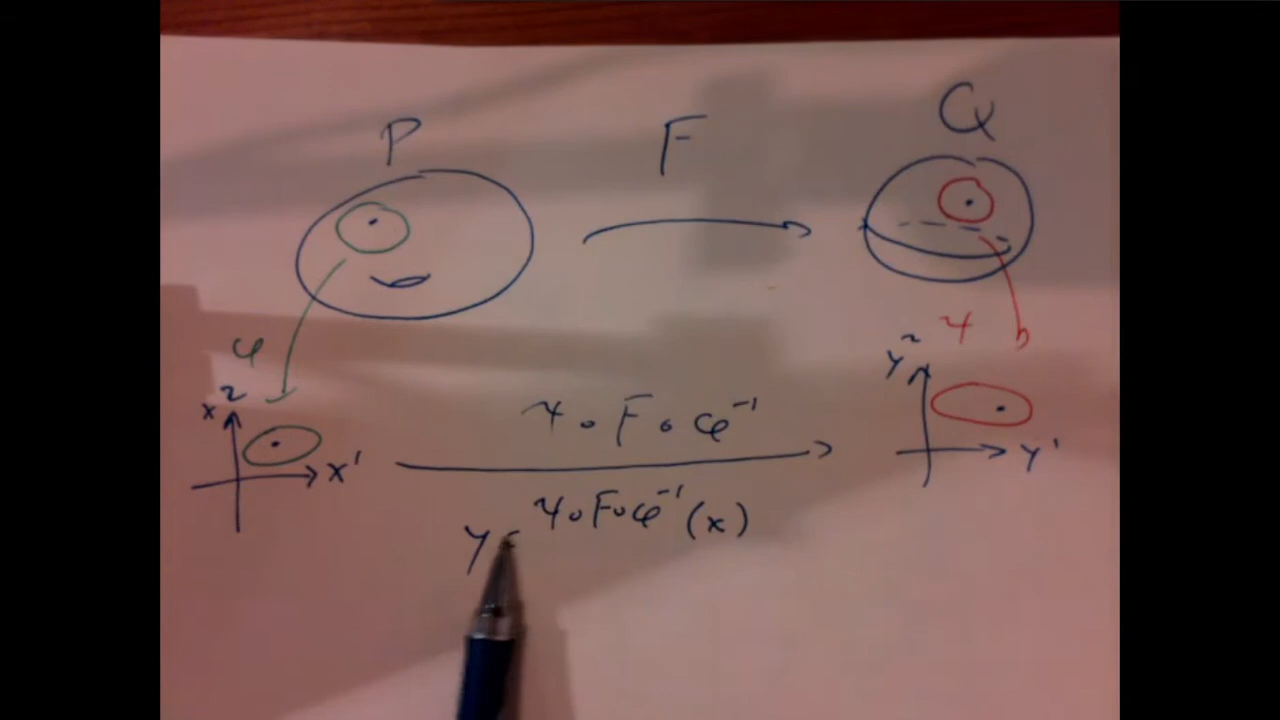 P F Q
φ ψ
x² y²
ψ ∘ F ∘ φ⁻¹
x¹ y¹
y = ψ∘F∘φ⁻¹(x)